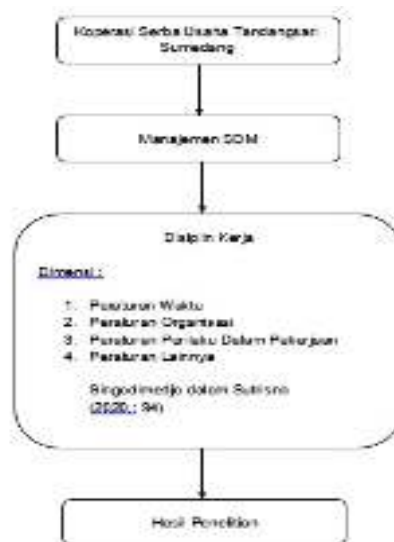 Koperasi Serba Usaha Tandangsari
Sumedang
Manajemen SDM
Disiplin Kerja
Dimensi :
1. Peraturan Waktu
2. Peraturan Organisasi
3. Peraturan Perilaku Dalam Pekerjaan
4. Peraturan Lainnya
Singodimedjo dalam Sutrisno
(2020 : 94)
Hasil Penelitian